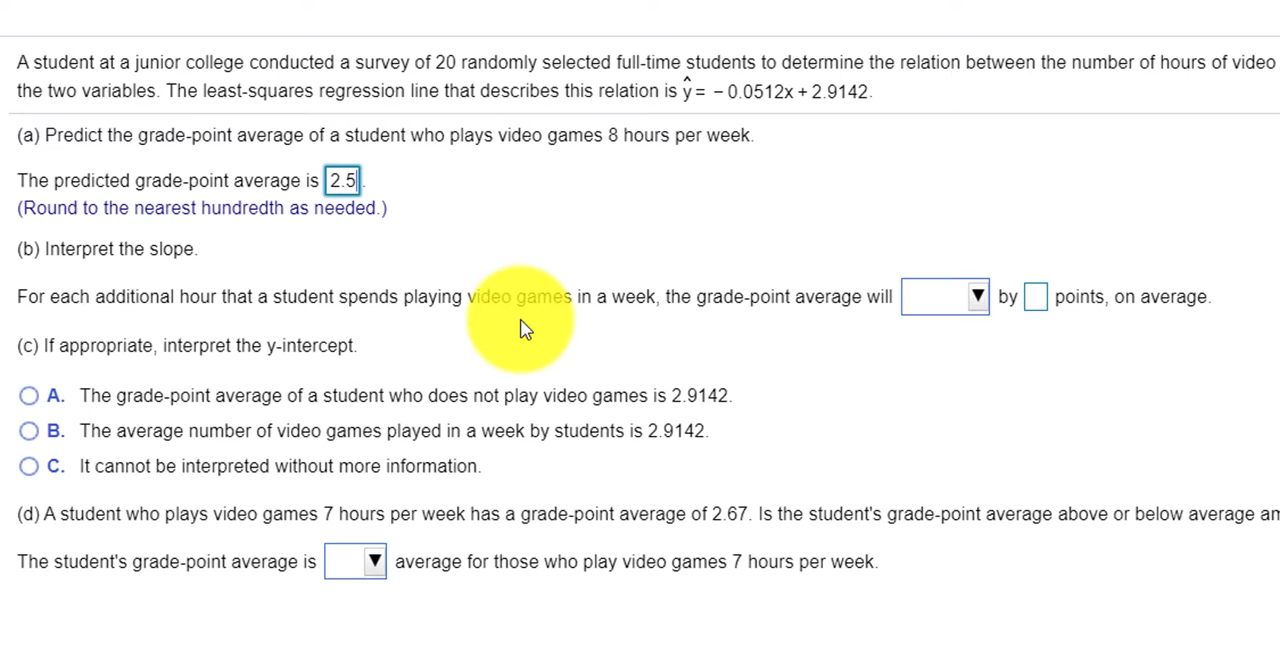 A student at a junior college conducted a survey of 20 randomly selected full-time students to determine the relation between the number of hours of video
the two variables. The least-squares regression line that describes this relation is ŷ = − 0.0512x + 2.9142.
(a) Predict the grade-point average of a student who plays video games 8 hours per week.
The predicted grade-point average is 2.5.
(Round to the nearest hundredth as needed.)
(b) Interpret the slope.
For each additional hour that a student spends playing video games in a week, the grade-point average will ▼ by points, on average.
(c) If appropriate, interpret the y-intercept.
A. The grade-point average of a student who does not play video games is 2.9142.
B. The average number of video games played in a week by students is 2.9142.
C. It cannot be interpreted without more information.
(d) A student who plays video games 7 hours per week has a grade-point average of 2.67. Is the student's grade-point average above or below average
The student's grade-point average is ▼ average for those who play video games 7 hours per week.